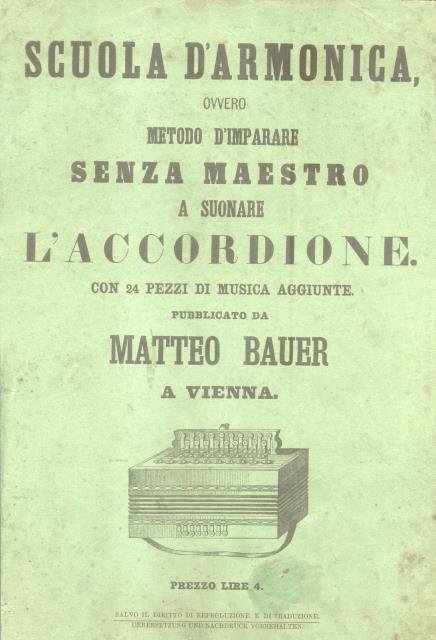 SCUOLA D'ARMONICA,
OVVERO
METODO D'IMPARARE
SENZA MAESTRO
A SUONARE
L'ACCORDIONE.
CON 24 PEZZI DI MUSICA AGGIUNTE.
PUBBLICATO DA
MATTEO BAUER
A VIENNA.
PREZZO LIRE 4.
SALVO IL DIRITTO DI REPRODUZIONE E DI TRADUZIONE.
UEBERSETZUNG UND NACHDRUCK VORBEHALTEN.